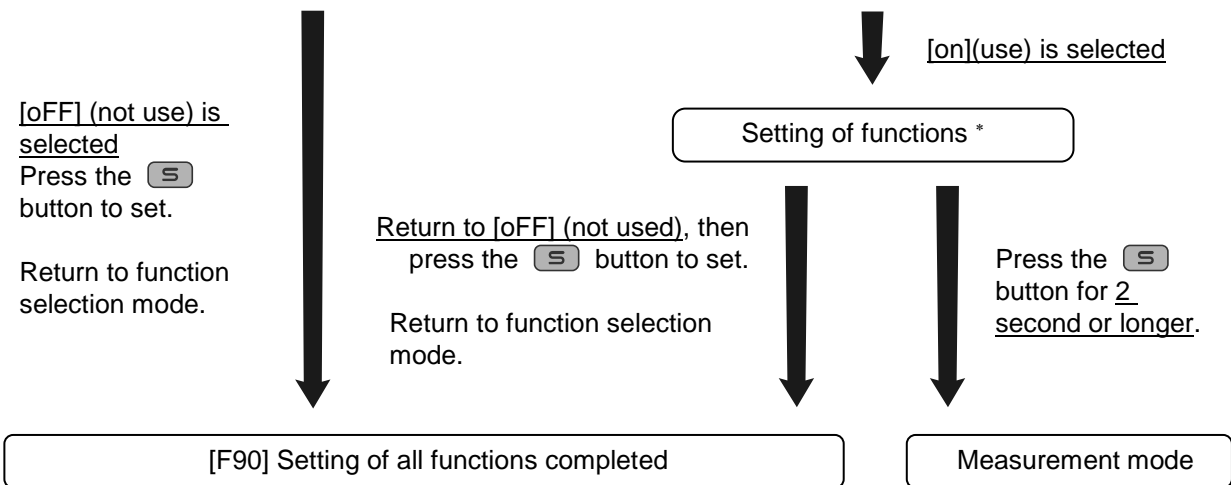 [on](use) is selected
[oFF] (not use) is
selected
Press the S
button to set.
Return to function
selection mode.
Setting of functions *
Return to [oFF] (not used), then
press the S button to set.
Return to function selection
mode.
Press the S
button for 2
second or longer.
[F90] Setting of all functions completed
Measurement mode